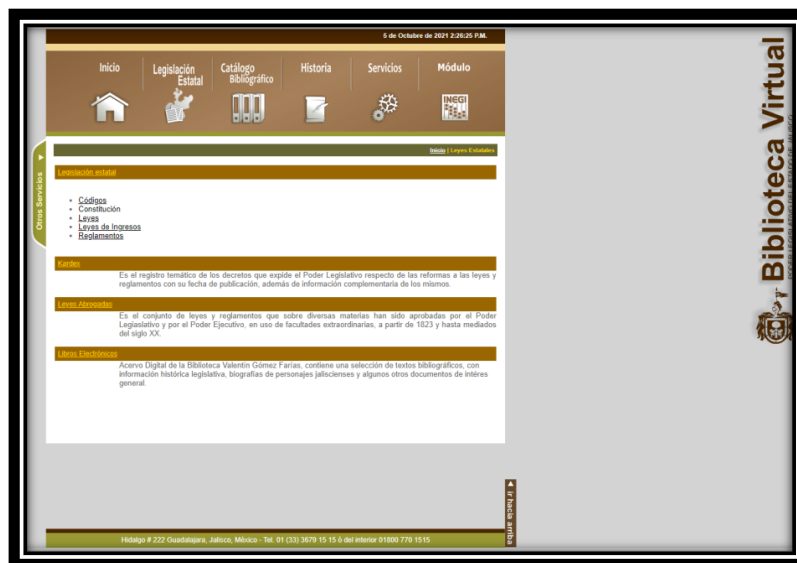 5 de Octubre de 2021 2:26:25 P.M.
Inicio
Legislación
Estatal
Catálogo
Bibliográfico
Historia
Servicios
Módulo
INEGI
Inicio | Leyes Estatales
Otros Servicios
Legislación estatal
Códigos
Constitución
Leyes
Leyes de Ingresos
Reglamentos
Kardex
Es el registro temático de los decretos que expide el Poder Legislativo respecto de las reformas a las leyes y
reglamentos con su fecha de publicación, además de información complementaria de los mismos.
Leyes Abrogadas
Es el conjunto de leyes y reglamentos que sobre diversas materias han sido aprobadas por el Poder
Legiaslativo y por el Poder Ejecutivo, en uso de facultades extraordinarias, a partir de 1823 y hasta mediados
del siglo XX.
Libros Electrónicos
Acervo Digital de la Biblioteca Valentín Gómez Farías, contiene una selección de textos bibliográficos, con
información histórica legislativa, biografías de personajes jaliscienses y algunos otros documentos de intéres
general.
ir hacia arriba
Hidalgo # 222 Guadalajara, Jalisco, México - Tel. 01 (33) 3679 15 15 ó del interior 01800 770 1515
Biblioteca Virtual
PODER LEGISLATIVO DEL ESTADO DE JALISCO